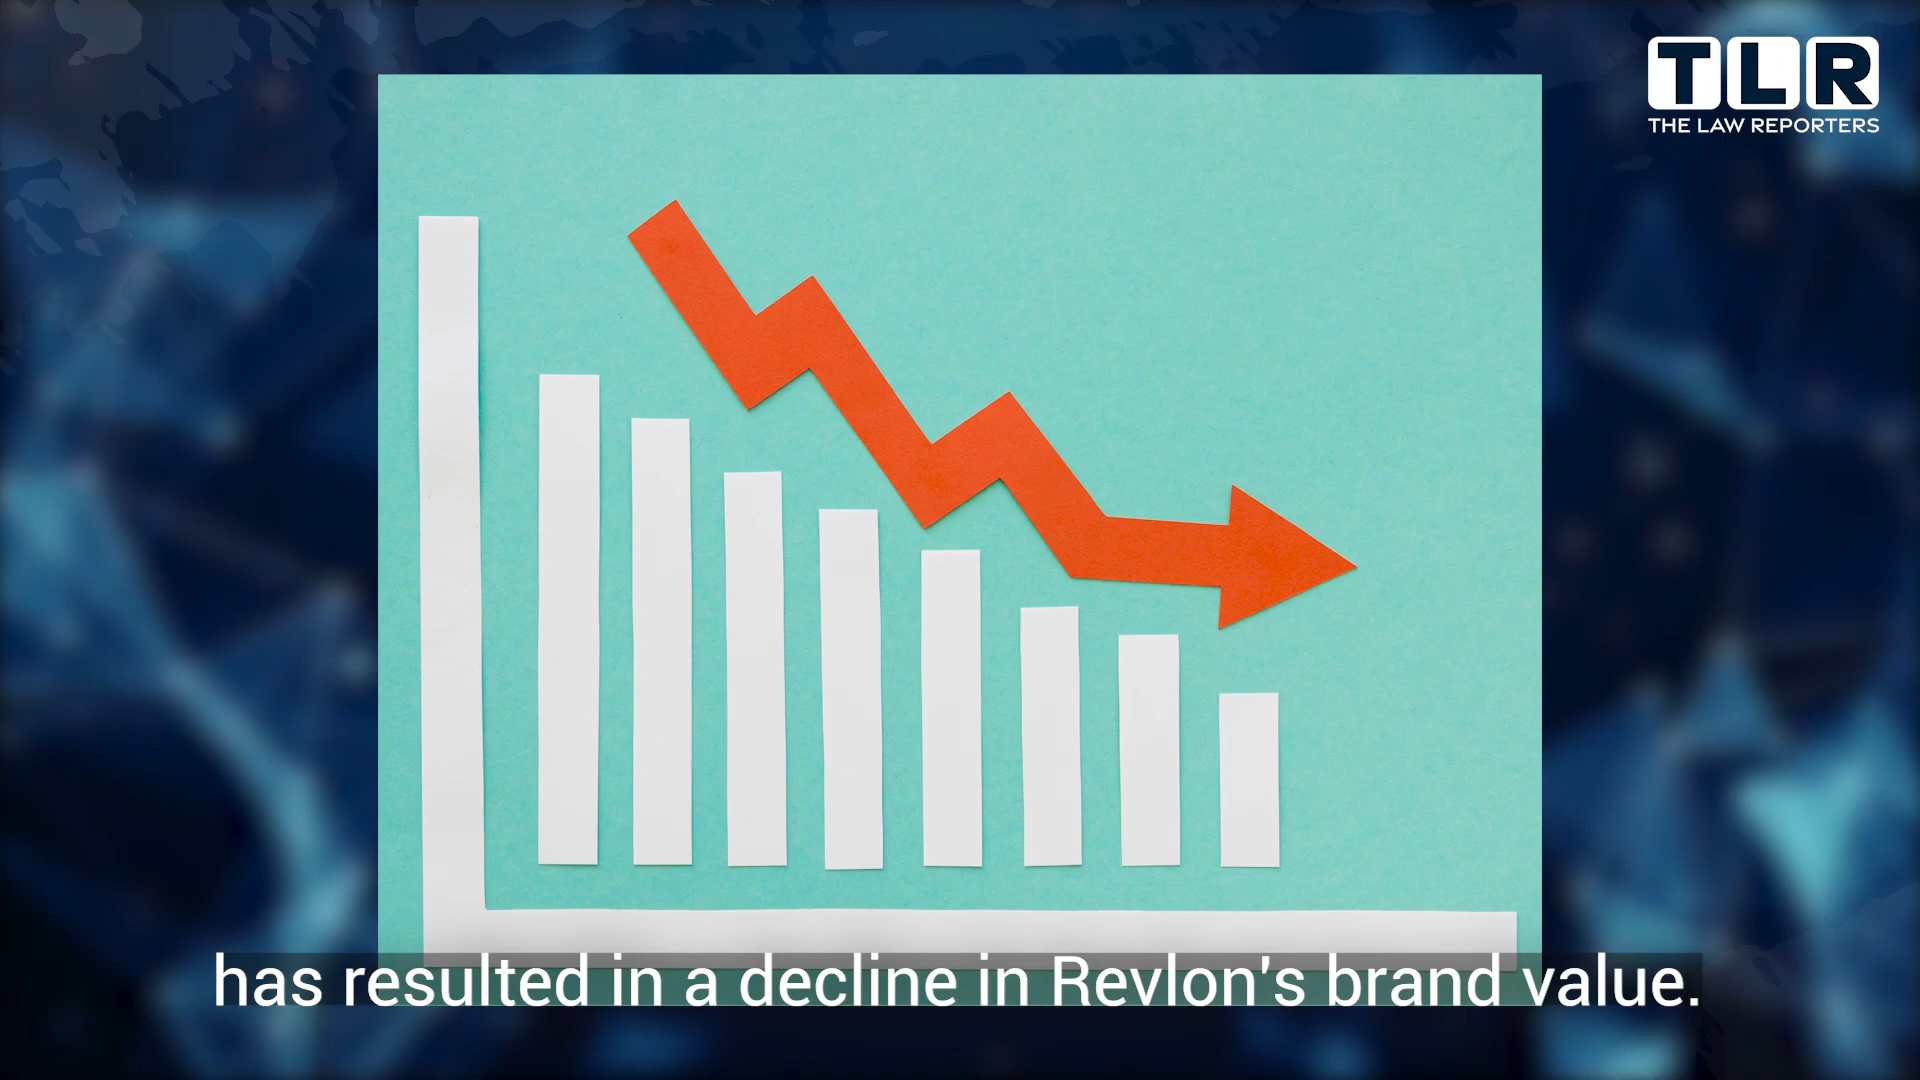 TLR
THE LAW REPORTERS
has resulted in a decline in Revlon's brand value.